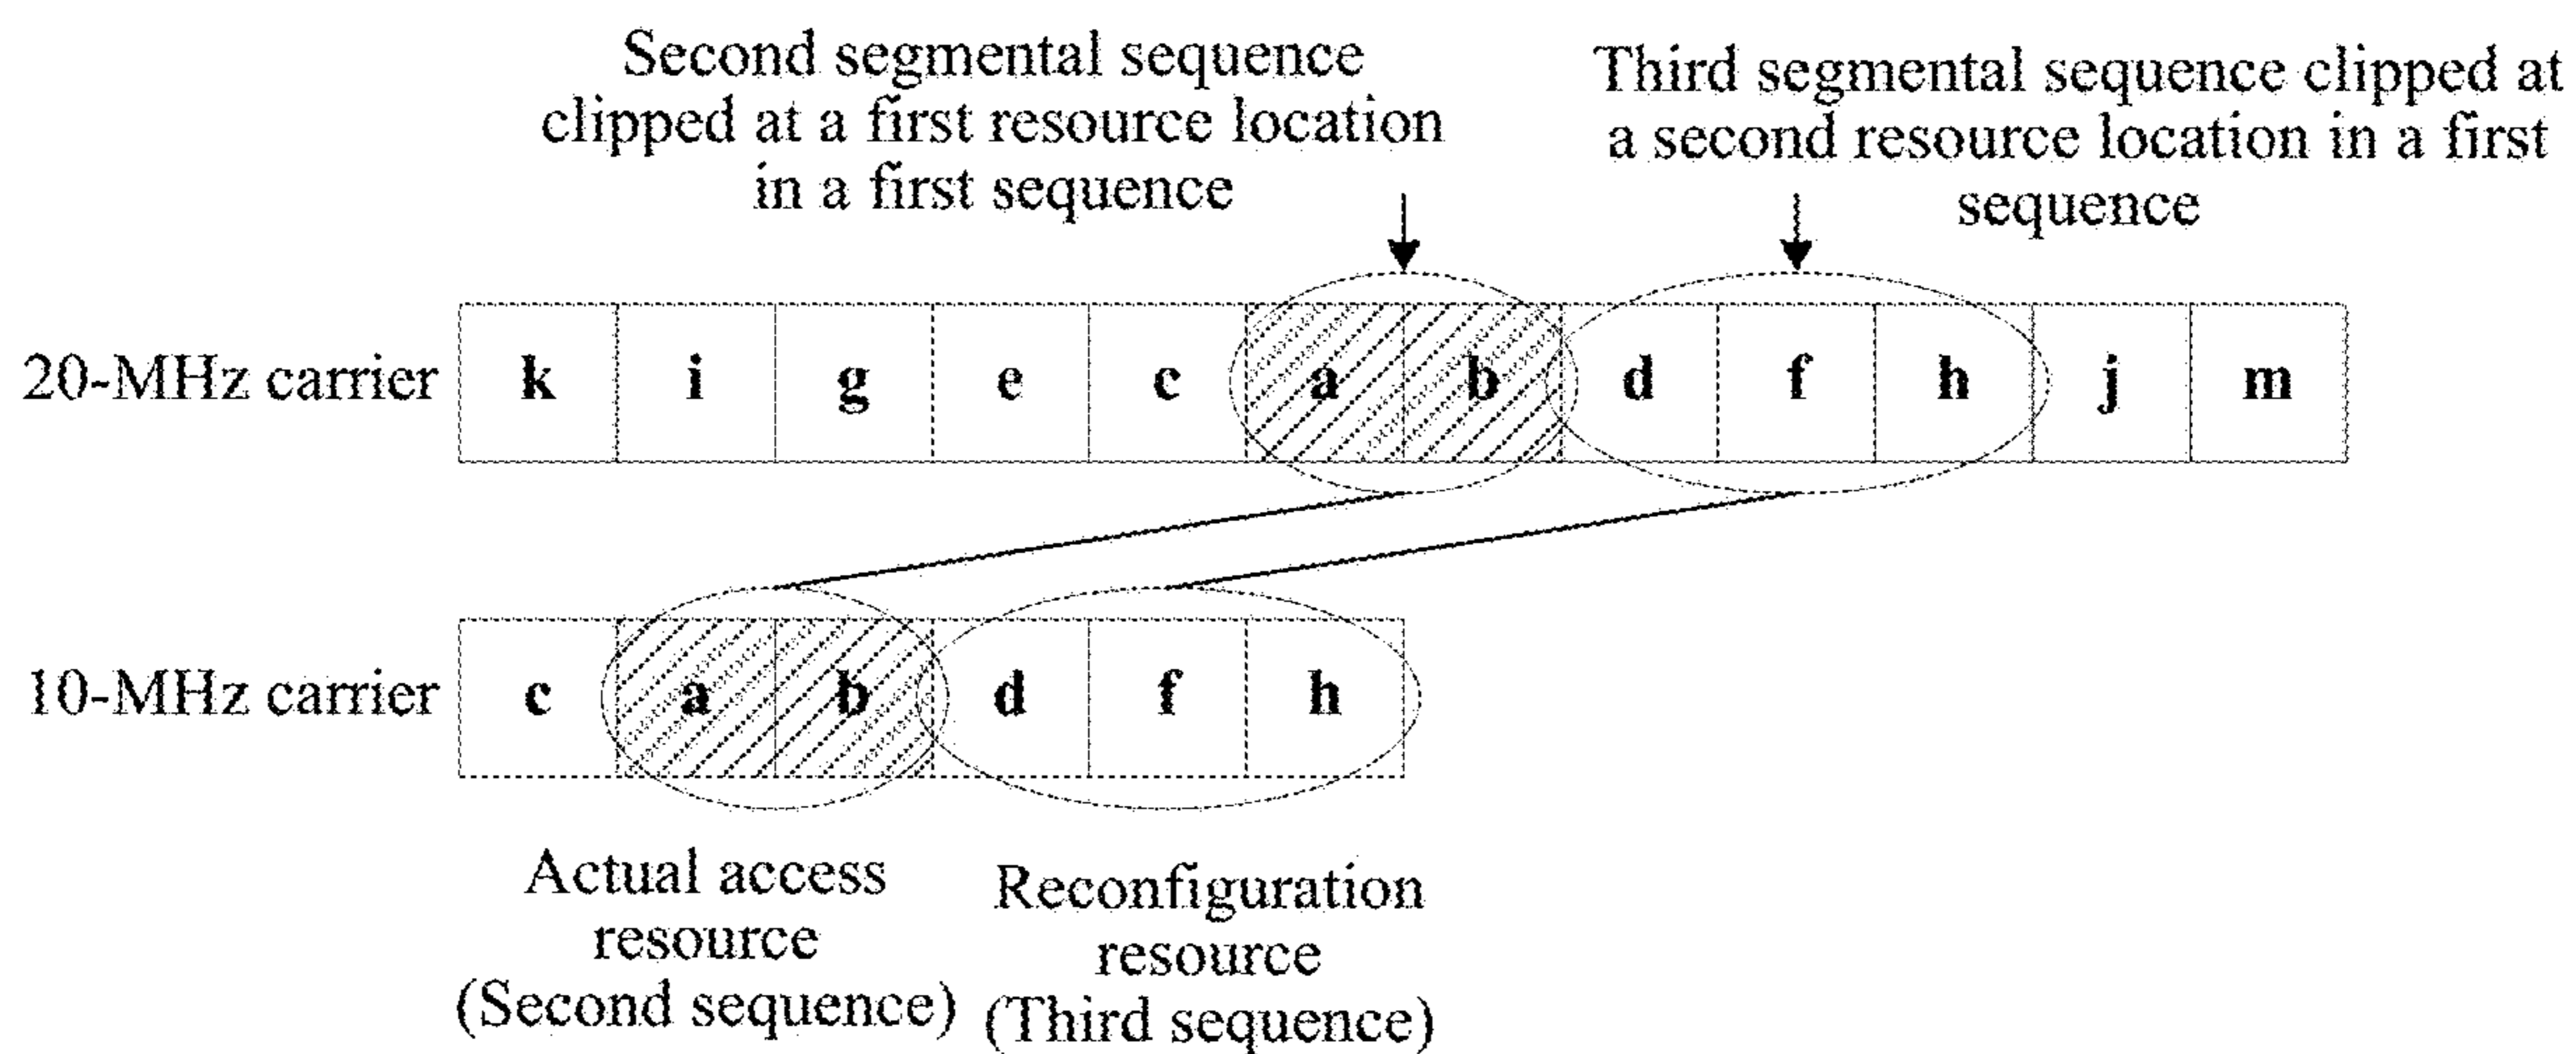 Second segmental sequence
clipped at a first resource location
in a first sequence
Third segmental sequence clipped at
a second resource location in a first
sequence
20-MHz carrier k i g e c a b d f h j m
10-MHz carrier c a b d f h
Actual access
resource
(Second sequence)
Reconfiguration
resource
(Third sequence)